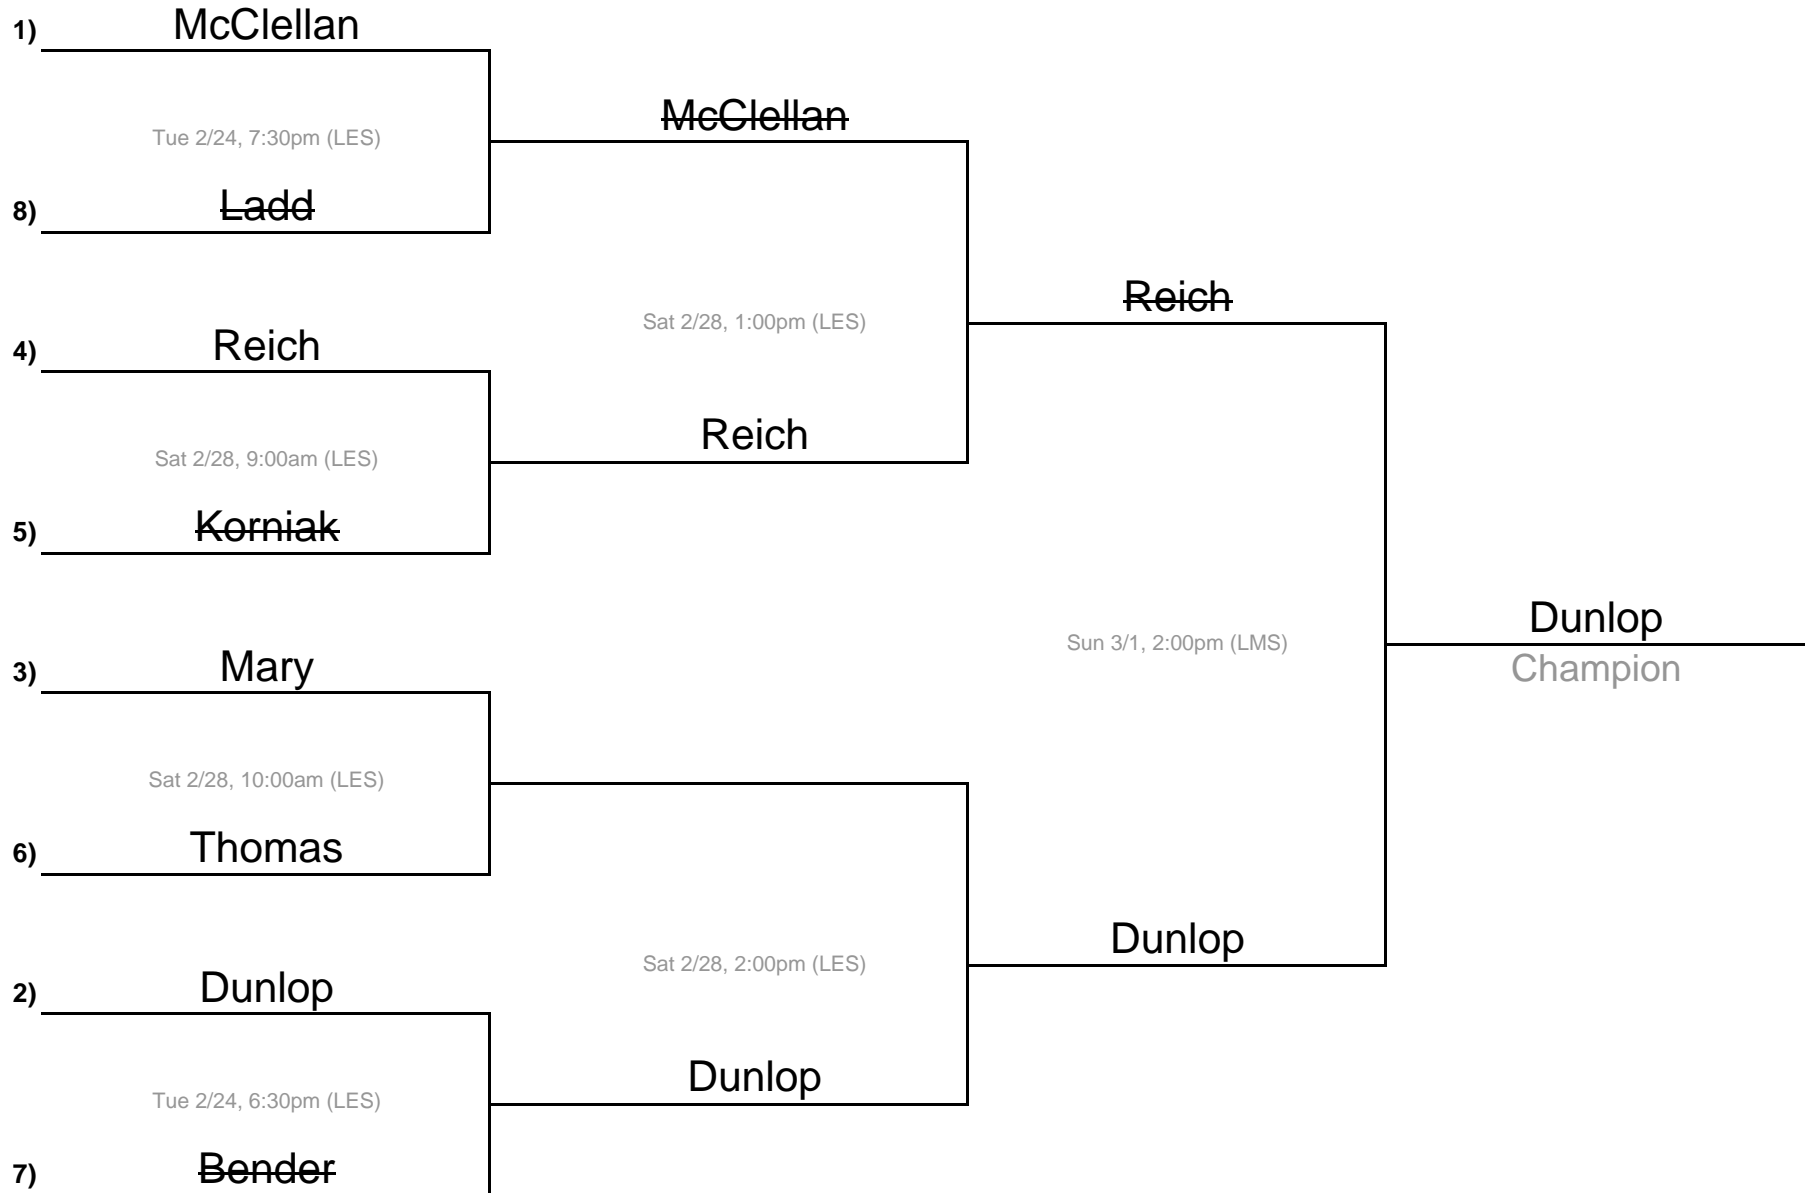 1) McClellan
Tue 2/24, 7:30pm (LES)
8) Ladd
McClellan
Sat 2/28, 1:00pm (LES)
4) Reich
Sat 2/28, 9:00am (LES)
5) Korniak
Reich
Reich
Sun 3/1, 2:00pm (LMS)
Dunlop
Champion
3) Mary
Sat 2/28, 10:00am (LES)
6) Thomas
Sat 2/28, 2:00pm (LES)
Dunlop
2) Dunlop
Tue 2/24, 6:30pm (LES)
7) Bender
Dunlop